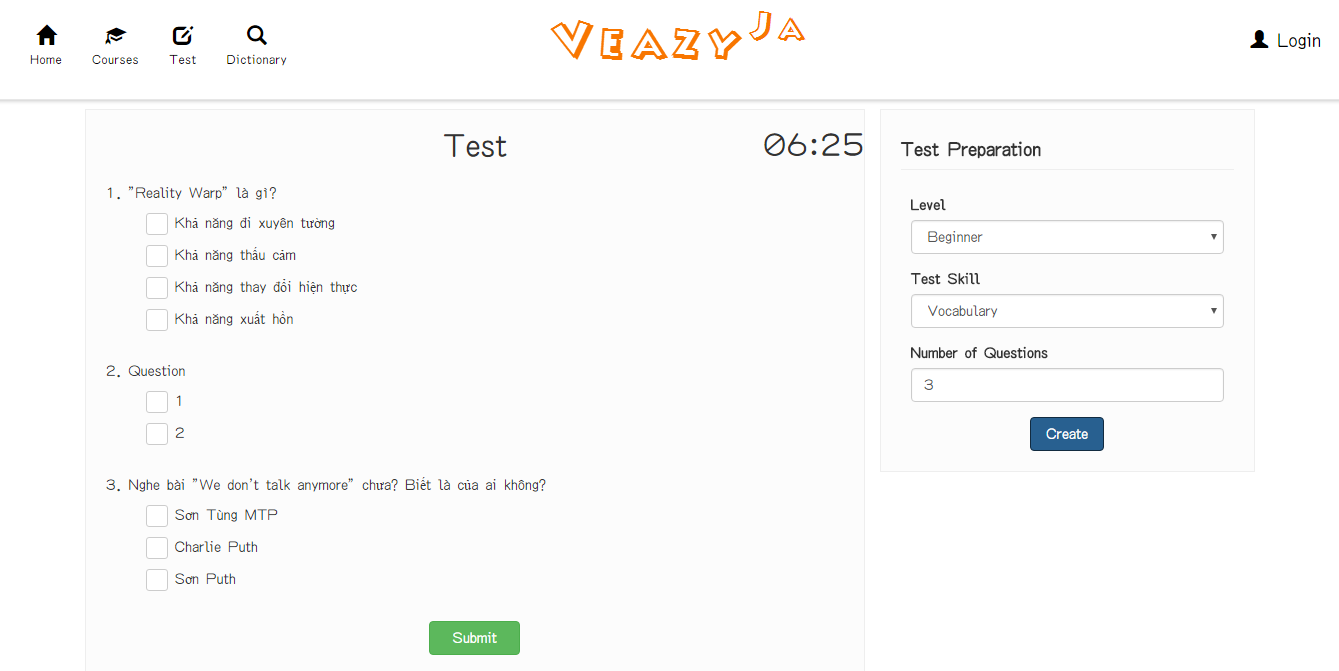 Home Courses Test Dictionary
VEAZY JA
Login
Test 06:25
1. "Reality Warp" là gì?
Khả năng đi xuyên tường
Khả năng thấu cảm
Khả năng thay đổi hiện thực
Khả năng xuất hồn
2. Question
1
2
3. Nghe bài "We don't talk anymore" chưa? Biết là của ai không?
Sơn Tùng MTP
Charlie Puth
Sơn Puth
Submit
Test Preparation
Level
Beginner
Test Skill
Vocabulary
Number of Questions
3
Create